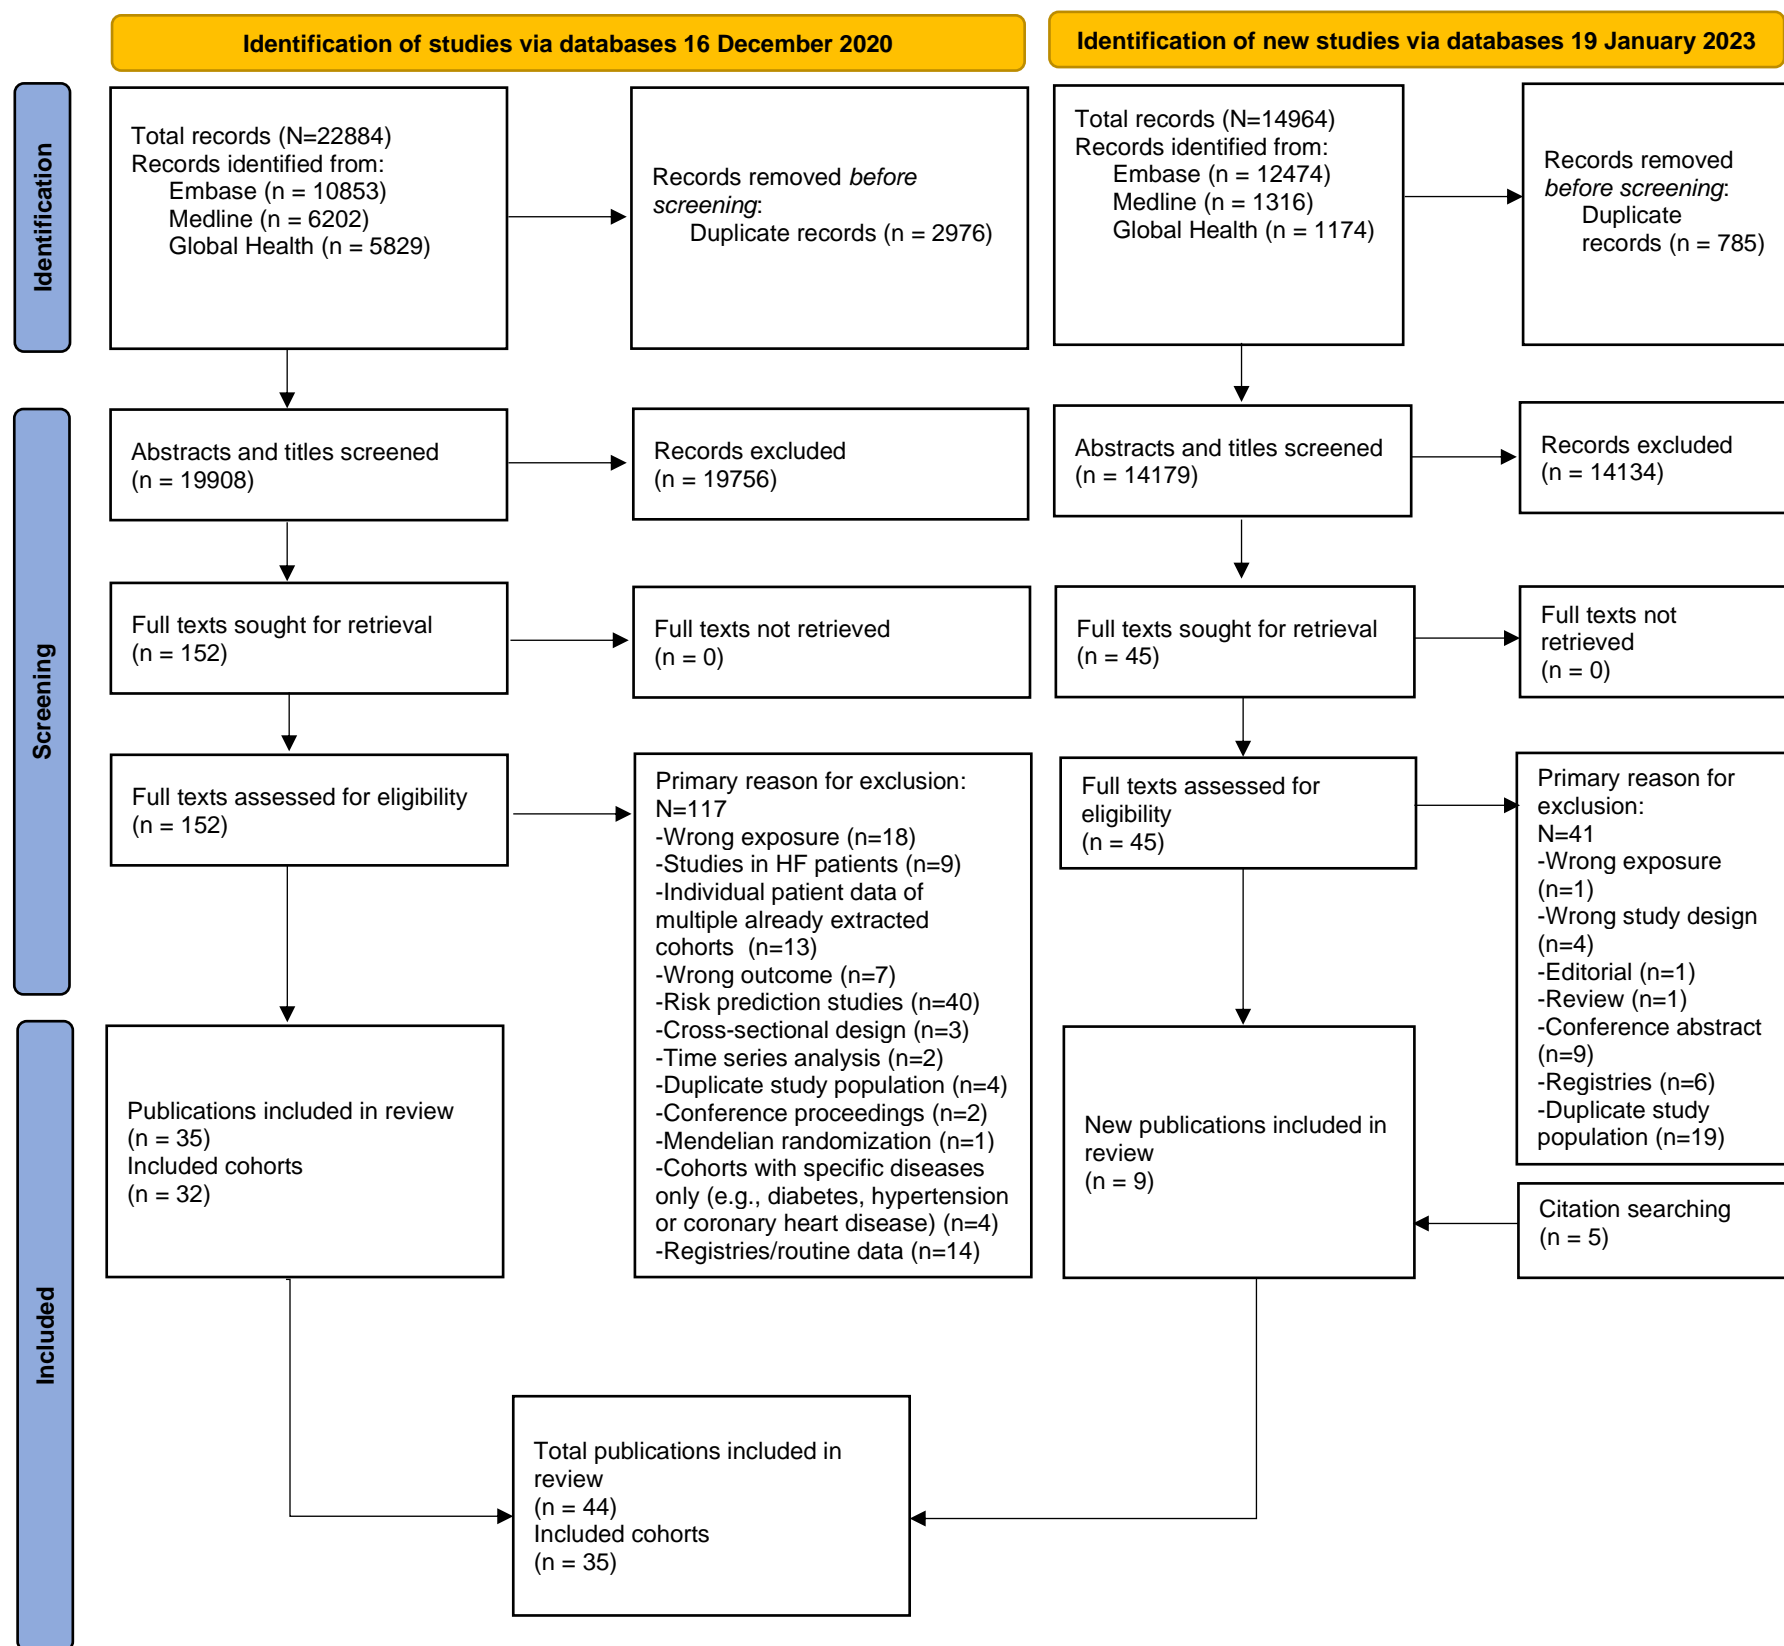 Identification of studies via databases 16 December 2020
Identification of new studies via databases 19 January 2023
Identification
Total records (N=22884)
Records identified from:
Embase (n = 10853)
Medline (n = 6202)
Global Health (n = 5829)
Records removed before
screening:
Duplicate records (n = 2976)
Total records (N=14964)
Records identified from:
Embase (n = 12474)
Medline (n = 1316)
Global Health (n = 1174)
Records removed
before screening:
Duplicate
records (n = 785)
Screening
Abstracts and titles screened
(n = 19908)
Records excluded
(n = 19756)
Abstracts and titles screened
(n = 14179)
Records excluded
(n = 14134)
Full texts sought for retrieval
(n = 152)
Full texts not retrieved
(n = 0)
Full texts sought for retrieval
(n = 45)
Full texts not
retrieved
(n = 0)
Full texts assessed for eligibility
(n = 152)
Primary reason for exclusion:
N=117
-Wrong exposure (n=18)
-Studies in HF patients (n=9)
-Individual patient data of
multiple already extracted
cohorts  (n=13)
-Wrong outcome (n=7)
-Risk prediction studies (n=40)
-Cross-sectional design (n=3)
-Time series analysis (n=2)
-Duplicate study population (n=4)
-Conference proceedings (n=2)
-Mendelian randomization (n=1)
-Cohorts with specific diseases
only (e.g., diabetes, hypertension
or coronary heart disease) (n=4)
-Registries/routine data (n=14)
Full texts assessed for
eligibility
(n = 45)
Primary reason for
exclusion:
N=41
-Wrong exposure
(n=1)
-Wrong study design
(n=4)
-Editorial (n=1)
-Review (n=1)
-Conference abstract
(n=9)
-Registries (n=6)
-Duplicate study
population (n=19)
Included
Publications included in review
(n = 35)
Included cohorts
(n = 32)
New publications included in
review
(n = 9)
Citation searching
(n = 5)
Total publications included in
review
(n = 44)
Included cohorts
(n = 35)